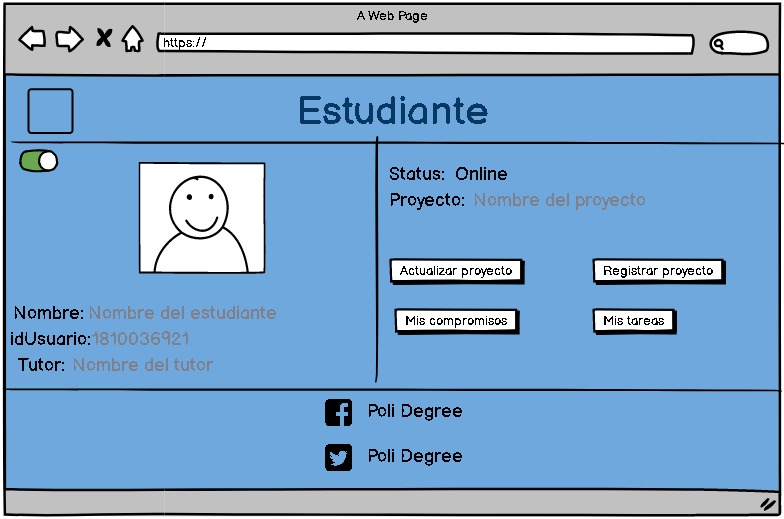 A Web Page
https://
Estudiante
Status: Online
Proyecto: Nombre del proyecto
Actualizar proyecto
Registrar proyecto
Mis compromisos
Mis tareas
Nombre: Nombre del estudiante
idUsuario:1810036921
Tutor: Nombre del tutor
Poli Degree
Poli Degree